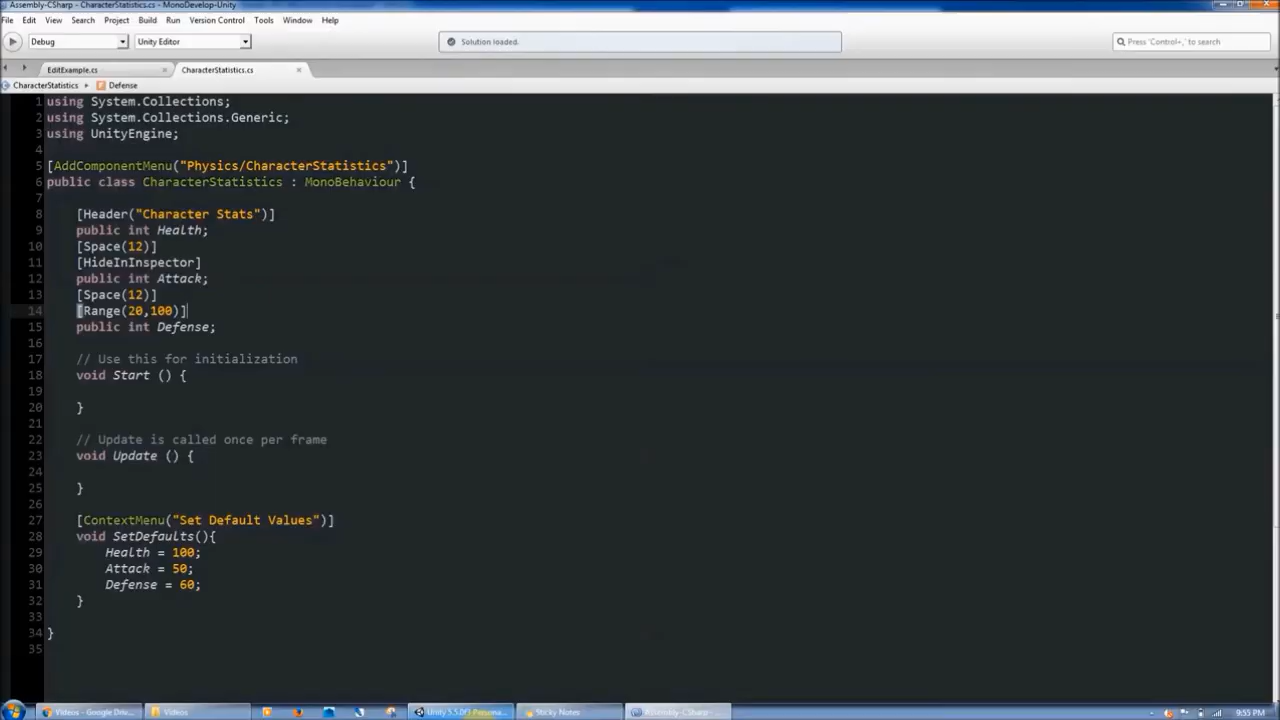 Assembly-CSharp - CharacterStatistics.cs - MonoDevelop-Unity
File Edit View Search Project Build Run Version Control Tools Window Help
Debug Unity Editor Solution loaded. Press 'Control+,' to search
EditExample.cs CharacterStatistics.cs
CharacterStatistics Defense
1 using System.Collections;
2 using System.Collections.Generic;
3 using UnityEngine;
4
5 [AddComponentMenu("Physics/CharacterStatistics")]
6 public class CharacterStatistics : MonoBehaviour {
7
8 [Header("Character Stats")]
9 public int Health;
10 [Space(12)]
11 [HideInInspector]
12 public int Attack;
13 [Space(12)]
14 [Range(20,100)]
15 public int Defense;
16
17 // Use this for initialization
18 void Start () {
19
20 }
21
22 // Update is called once per frame
23 void Update () {
24
25 }
26
27 [ContextMenu("Set Default Values")]
28 void SetDefaults(){
29 Health = 100;
30 Attack = 50;
31 Defense = 60;
32 }
33
34 }
35
Videos - Google Driv... Videos Unity 5.5.0f3 Persona... Sticky Notes Assembly-CSharp - ... 9:55 PM